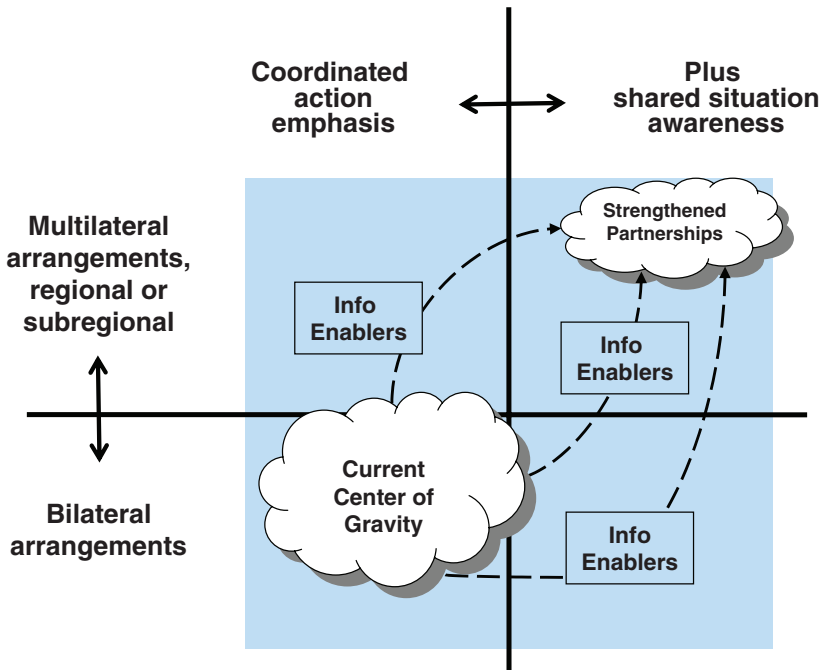 Coordinated
action
emphasis
Plus
shared situation
awareness
Multilateral
arrangements,
regional or
subregional
Strengthened
Partnerships
Info
Enablers
Info
Enablers
Current
Center of
Gravity
Bilateral
arrangements
Info
Enablers